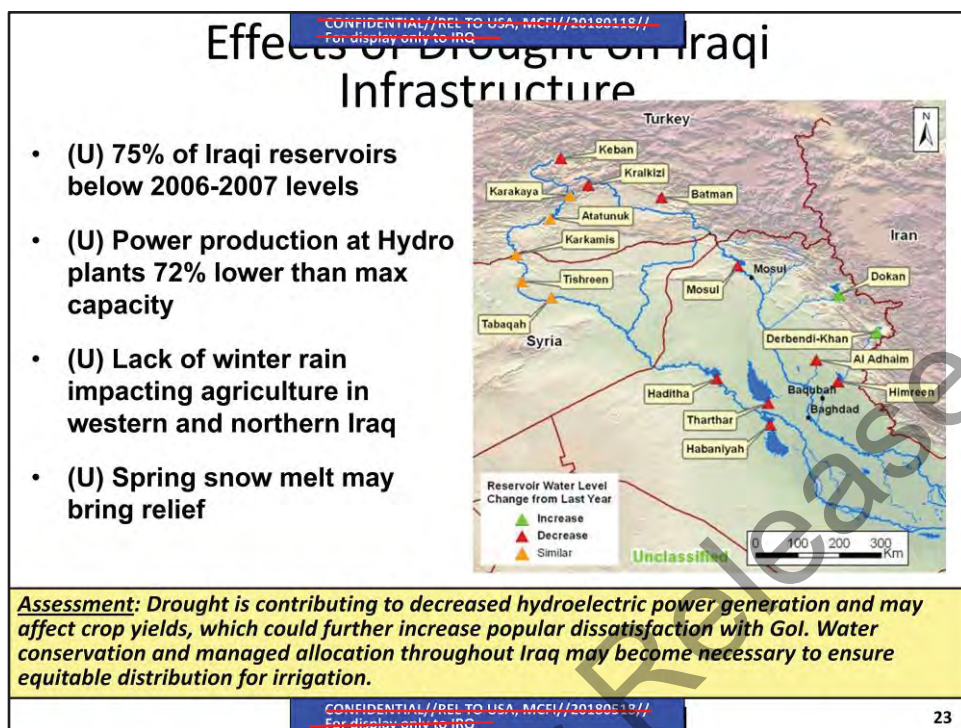 CONFIDENTIAL//REL TO USA, MCFI//20180118//
For display only to IRQ
Effects of Drought on Iraqi
Infrastructure
• (U) 75% of Iraqi reservoirs
below 2006-2007 levels
• (U) Power production at Hydro
plants 72% lower than max
capacity
• (U) Lack of winter rain
impacting agriculture in
western and northern Iraq
• (U) Spring snow melt may
bring relief
Turkey
N
Keban
Kralkizi
Karakaya
Batman
Atatunuk
Iran
Karkamis
Dokan
Mosul
Tishreen
Mosul
Tabaqah
Derbendi-Khan
Syria
Al Adhaim
Haditha
Baqubah
Himreen
Baghdad
Tharthar
Habaniyah
Reservoir Water Level
Change from Last Year
Increase
Decrease
Similar
0 100 200 300
Km
Unclassified
Release
Assessment: Drought is contributing to decreased hydroelectric power generation and may
affect crop yields, which could further increase popular dissatisfaction with GoI. Water
conservation and managed allocation throughout Iraq may become necessary to ensure
equitable distribution for irrigation.
CONFIDENTIAL//REL TO USA, MCFI//20180518//
For display only to IRQ
23